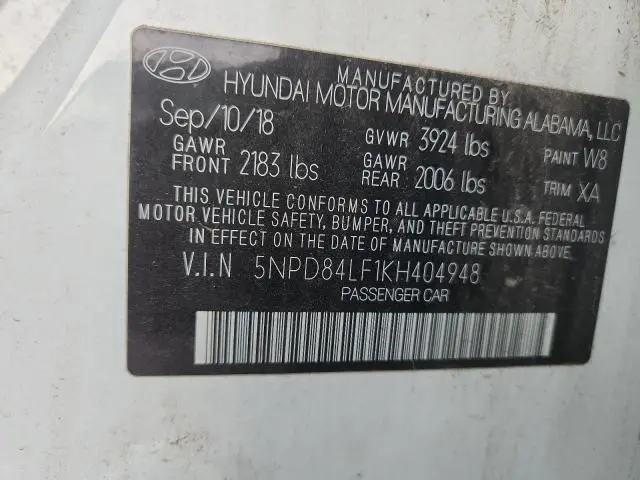 MANUFACTURED BY
HYUNDAI MOTOR MANUFACTURING ALABAMA, LLC
Sep/10/18 GVWR 3924 lbs PAINT W8
GAWR FRONT 2183 lbs GAWR REAR 2006 lbs TRIM XA
THIS VEHICLE CONFORMS TO ALL APPLICABLE U.S.A. FEDERAL
MOTOR VEHICLE SAFETY, BUMPER, AND THEFT PREVENTION STANDARDS
IN EFFECT ON THE DATE OF MANUFACTURE SHOWN ABOVE.
V.I.N 5NPD84LF1KH404948
PASSENGER CAR